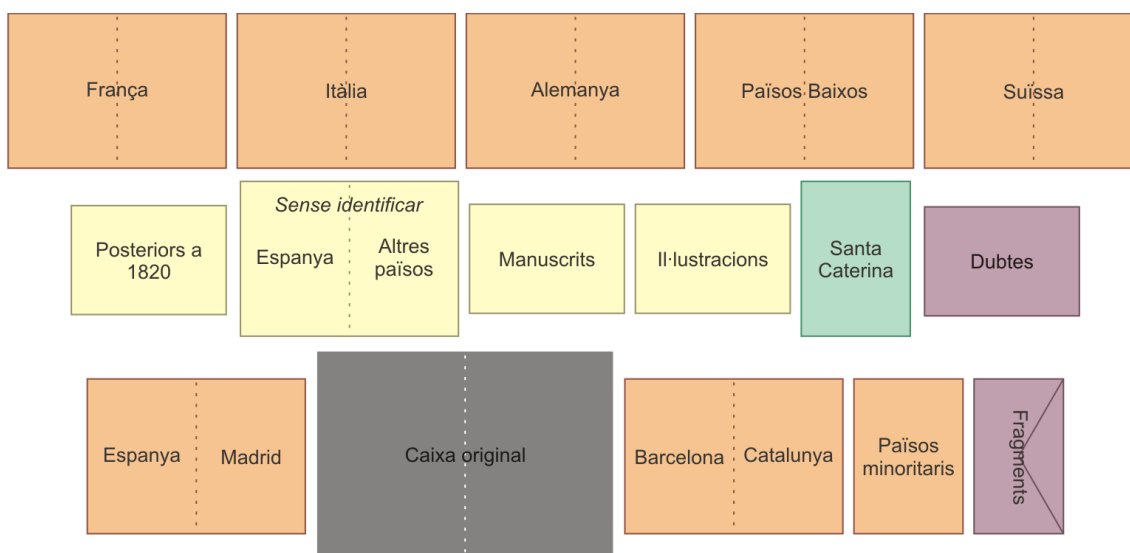 França
Itàlia
Alemanya
Països Baixos
Suïssa
Posteriors a
1820
Sense identificar
Espanya
Altres
països
Manuscrits
Il·lustracions
Santa
Caterina
Dubtes
Espanya
Madrid
Caixa original
Barcelona
Catalunya
Països
minoritaris
Fragments